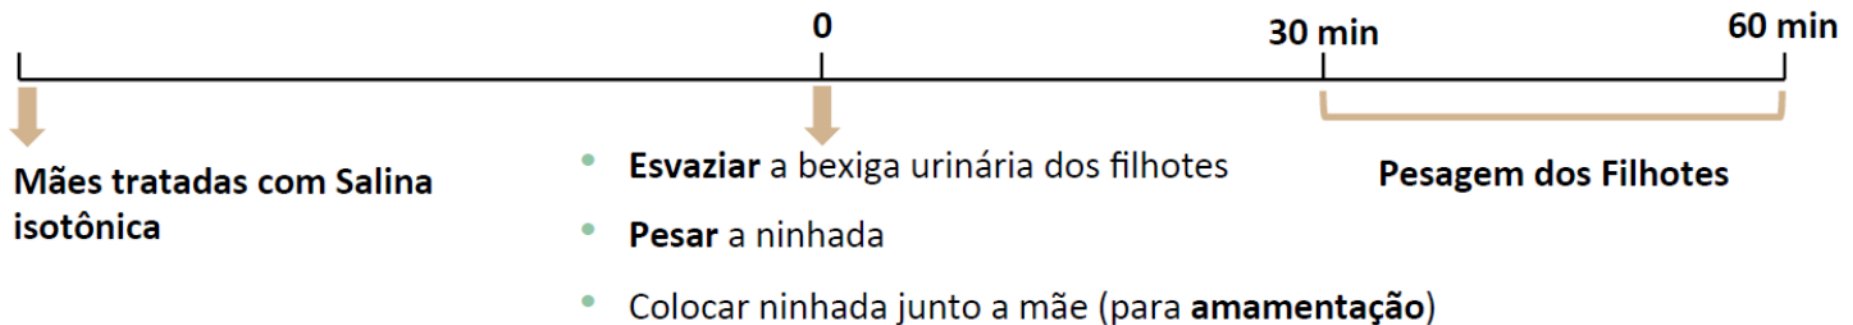 0
30 min
60 min
Mães tratadas com Salina
isotônica
• Esvaziar a bexiga urinária dos filhotes
• Pesar a ninhada
• Colocar ninhada junto a mãe (para amamentação)
Pesagem dos Filhotes